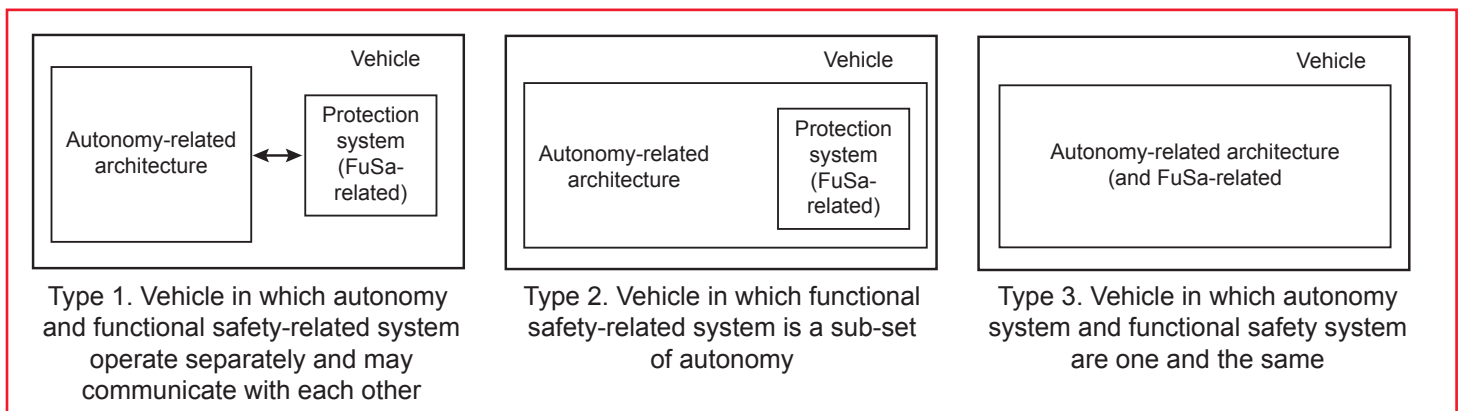 Vehicle
Autonomy-related
architecture
Protection
system
(FuSa-
related)
Type 1. Vehicle in which autonomy
and functional safety-related system
operate separately and may
communicate with each other
Vehicle
Autonomy-related
architecture
Protection
system
(FuSa-
related)
Type 2. Vehicle in which functional
safety-related system is a sub-set
of autonomy
Vehicle
Autonomy-related architecture
(and FuSa-related
Type 3. Vehicle in which autonomy
system and functional safety system
are one and the same